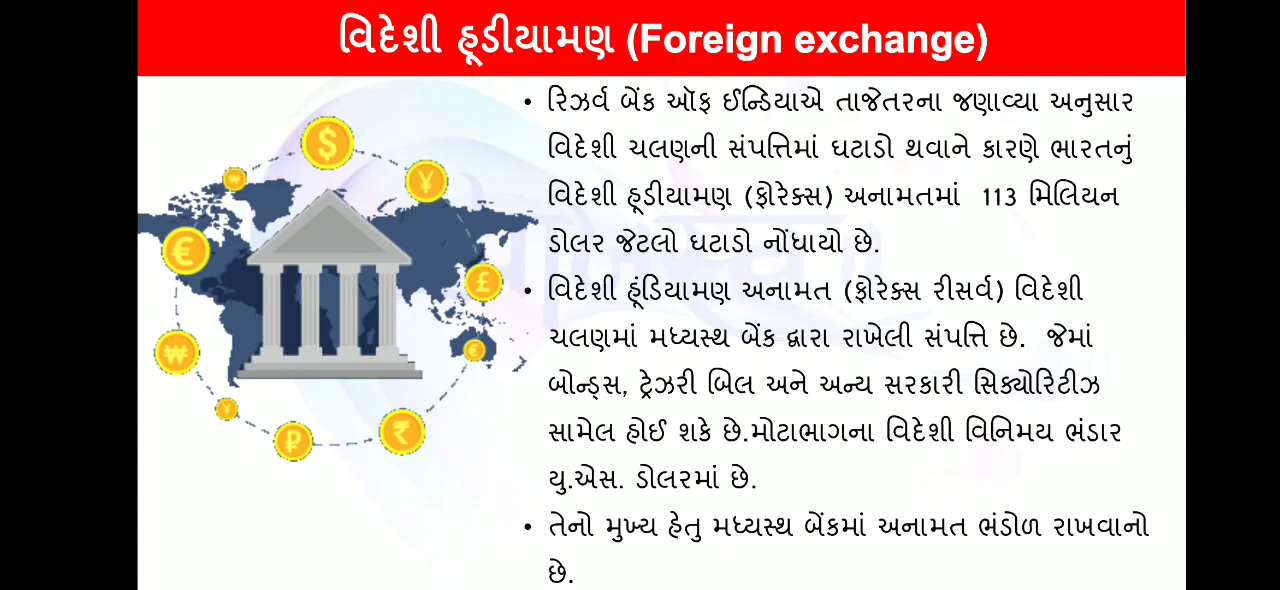 વિદેશી હૂડીયામણ (Foreign exchange)
• રિઝર્વ બેંક ઑફ ઈન્ડિયાએ તાજેતરના જણાવ્યા અનુસાર
વિદેશી ચલણની સંપત્તિમાં ઘટાડો થવાને કારણે ભારતનું
વિદેશી હૂડીયામણ (ફોરેક્સ) અનામતમાં 113 મિલિયન
ડોલર જેટલો ઘટાડો નોંધાયો છે.
• વિદેશી હૂંડિયામણ અનામત (ફોરેક્સ રીસર્વ) વિદેશી
ચલણમાં મધ્યસ્થ બેંક દ્વારા રાખેલી સંપત્તિ છે. જેમાં
બોન્ડ્સ, ટ્રેઝરી બિલ અને અન્ય સરકારી સિક્યોરિટીઝ
સામેલ હોઈ શકે છે.મોટાભાગના વિદેશી વિનિમય ભંડાર
યુ.એસ. ડોલરમાં છે.
• તેનો મુખ્ય હેતુ મધ્યસ્થ બેંકમાં અનામત ભંડોળ રાખવાનો
છે.